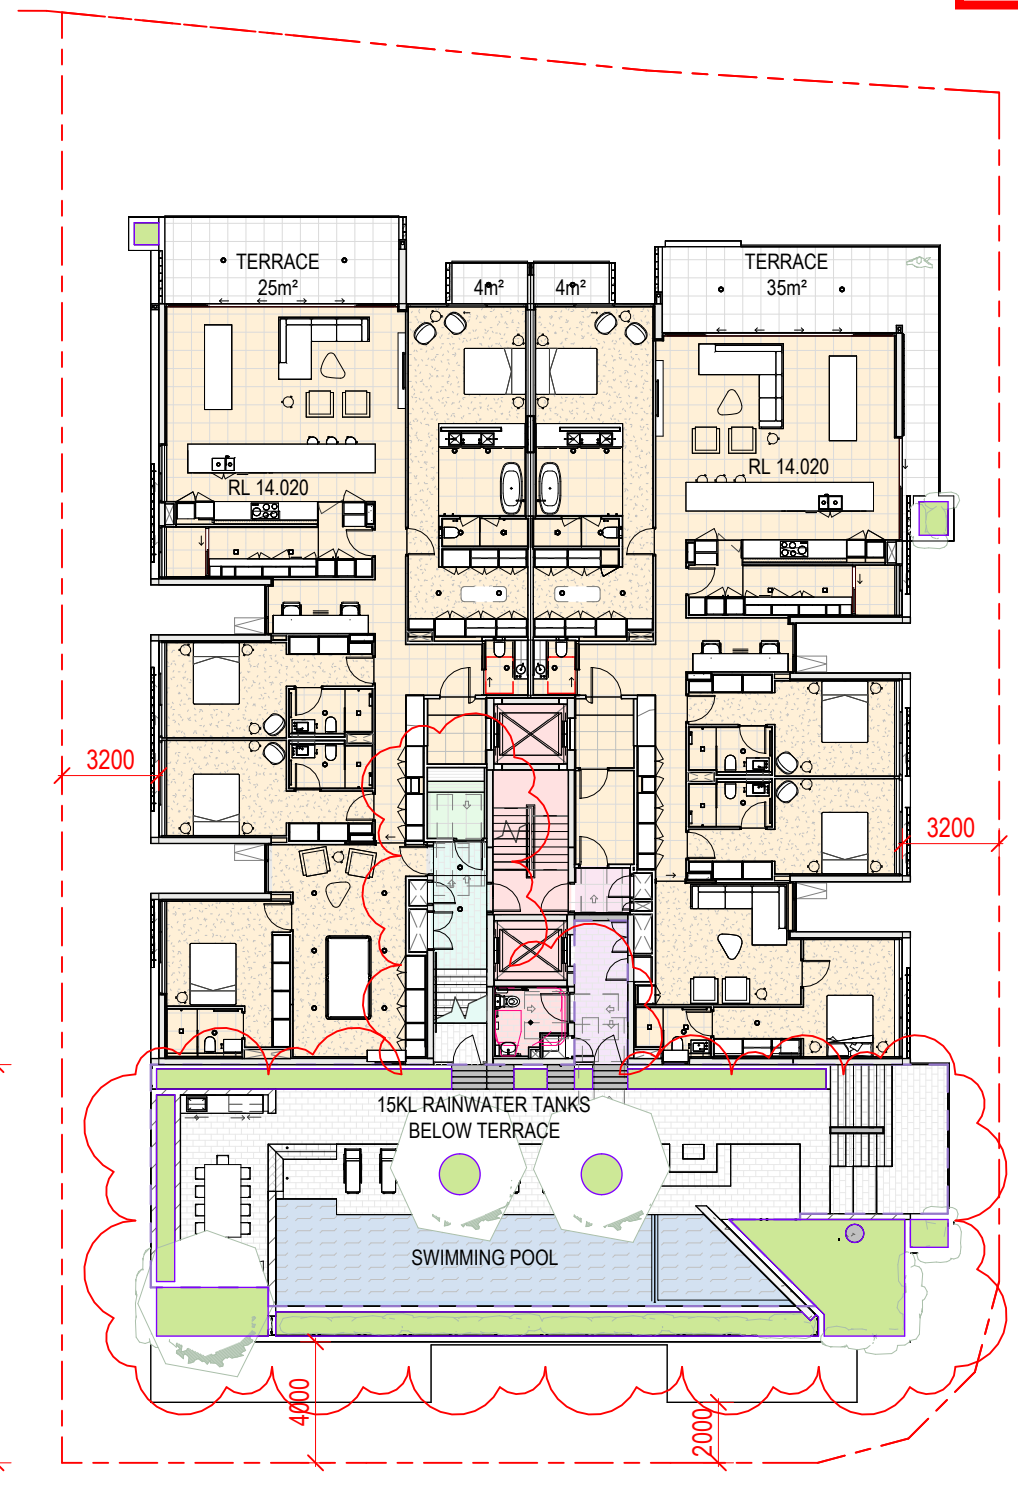 TERRACE
25m²
4m²
4m²
TERRACE
35m²
RL 14.020
RL 14.020
3200
3200
15KL RAINWATER TANKS
BELOW TERRACE
SWIMMING POOL
4000
2000